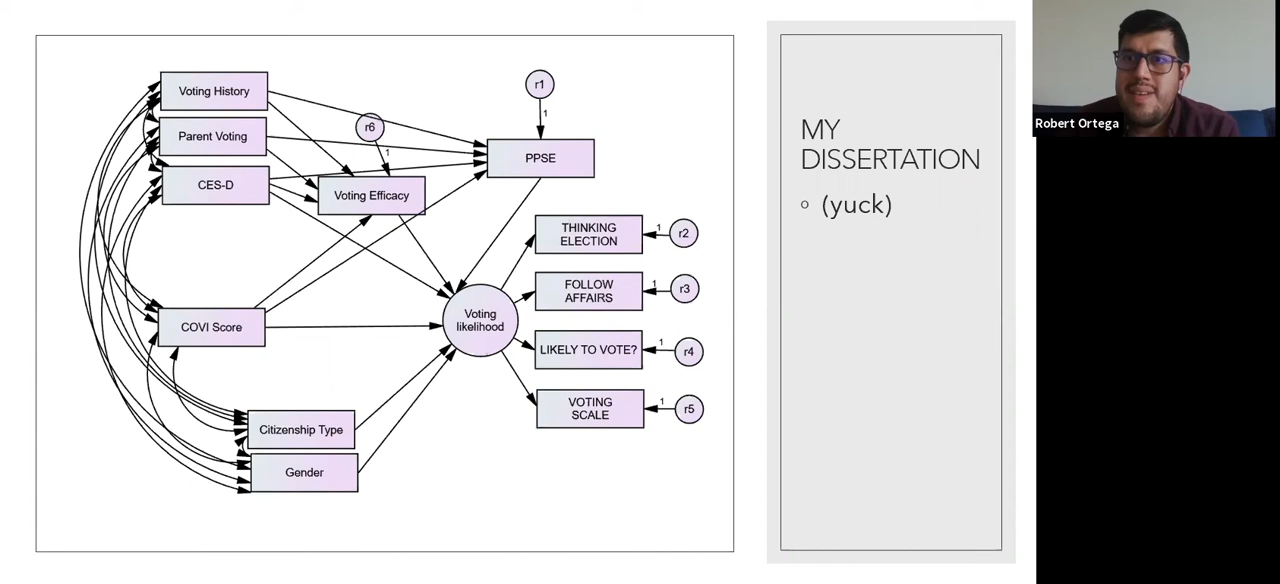 Voting History
Parent Voting
CES-D
r6
1
Voting Efficacy
r1
1
PPSE
THINKING
ELECTION
1
r2
FOLLOW
AFFAIRS
1
r3
Voting
likelihood
LIKELY TO VOTE?
1
r4
VOTING
SCALE
1
r5
COVI Score
Citizenship Type
Gender
MY
DISSERTATION
(yuck)
Robert Ortega